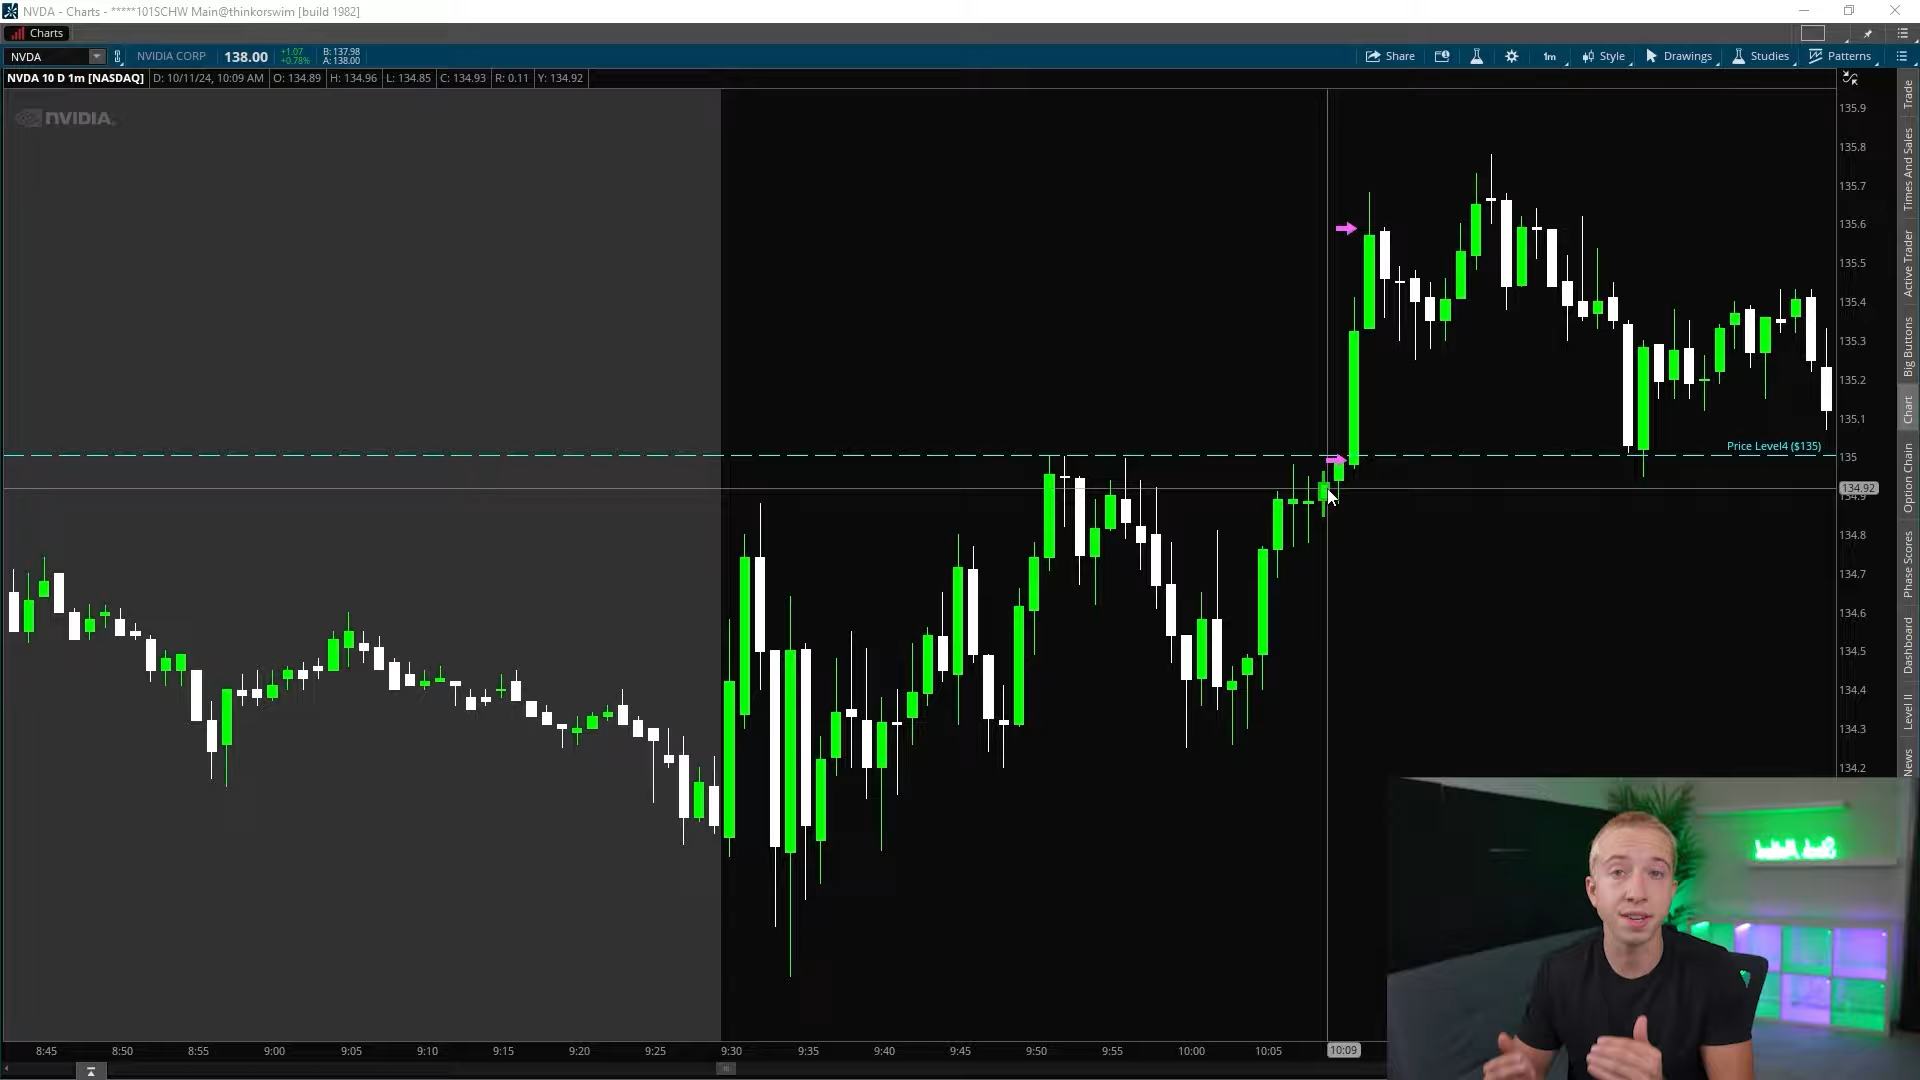 NVDA - Charts - *****101SCHW Main@thinkorswim [build 1982]
Charts
NVDA NVIDIA CORP 138.00 +1.07 +0.78% B: 137.98 A: 138.00 Share 1m Style Drawings Studies Patterns
NVDA 10 D 1m [NASDAQ] D: 10/11/24, 10:09 AM O: 134.89 H: 134.96 L: 134.85 C: 134.93 R: 0.11 Y: 134.92
NVIDIA
135.9
135.8
135.7
135.6
135.5
135.4
135.3
135.2
135.1
Price Level4 ($135)
135
134.92
134.9
134.8
134.7
134.6
134.5
134.4
134.3
134.2
Trade
Times And Sales
Active Trader
Big Buttons
Chart
Option Chain
Phase Scores
Dashboard
Level II
News
8:45 8:50 8:55 9:00 9:05 9:10 9:15 9:20 9:25 9:30 9:35 9:40 9:45 9:50 9:55 10:00 10:05 10:09